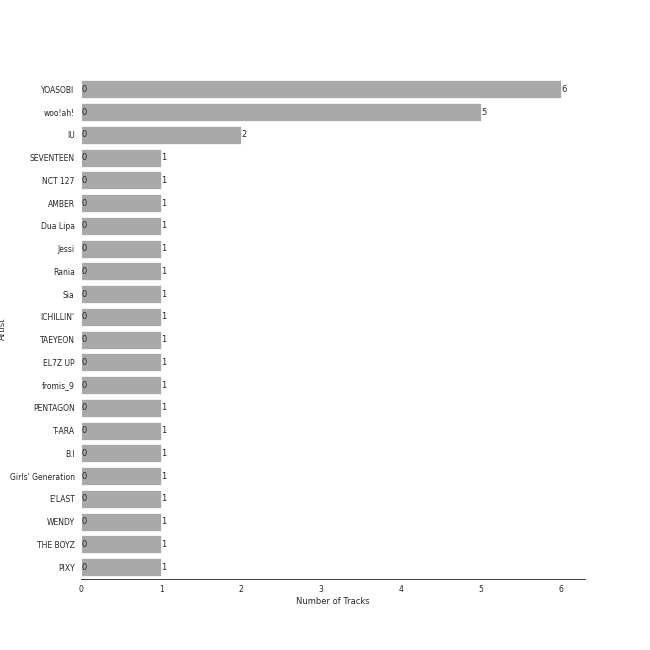 YOASOBI 0 6
woo!ah! 0 5
IU 0 2
SEVENTEEN 0 1
NCT 127 0 1
AMBER 0 1
Dua Lipa 0 1
Jessi 0 1
Rania 0 1
Sia 0 1
ICHILLIN' 0 1
Artist
TAEYEON 0 1
EL7Z UP 0 1
fromis_9 0 1
PENTAGON 0 1
T-ARA 0 1
B.I 0 1
Girls' Generation 0 1
E'LAST 0 1
WENDY 0 1
THE BOYZ 0 1
PIXY 0 1
0 1 2 3 4 5 6
Number of Tracks